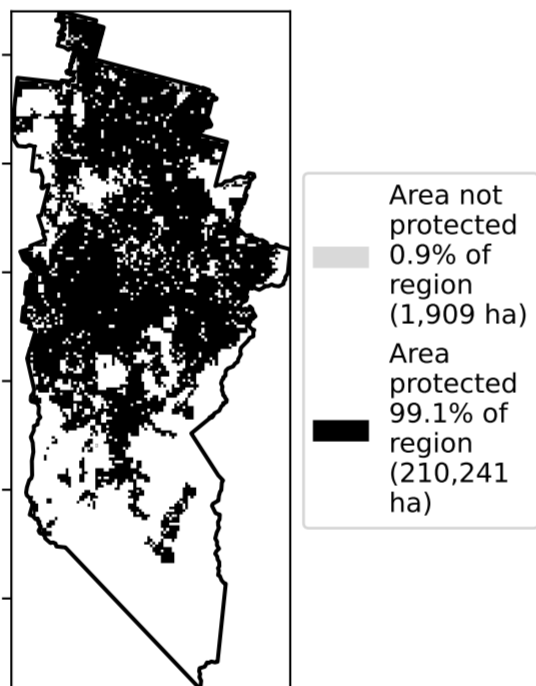 Area not
protected
0.9% of
region
(1,909 ha)
Area
protected
99.1% of
region
(210,241
ha)